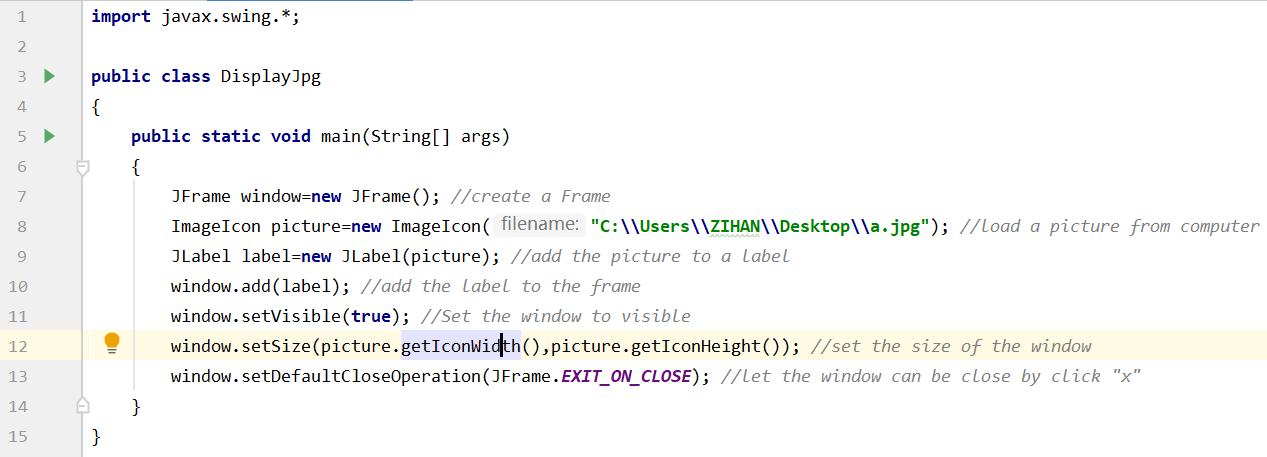 1 import javax.swing.*;
2
3 public class DisplayJpg
4 {
5 public static void main(String[] args)
6 {
7 JFrame window=new JFrame(); //create a Frame
8 ImageIcon picture=new ImageIcon( filename: "C:\\Users\\ZIHAN\\Desktop\\a.jpg"); //load a picture from computer
9 JLabel label=new JLabel(picture); //add the picture to a label
10 window.add(label); //add the label to the frame
11 window.setVisible(true); //Set the window to visible
12 window.setSize(picture.getIconWidth(),picture.getIconHeight()); //set the size of the window
13 window.setDefaultCloseOperation(JFrame.EXIT_ON_CLOSE); //let the window can be close by click "x"
14 }
15 }